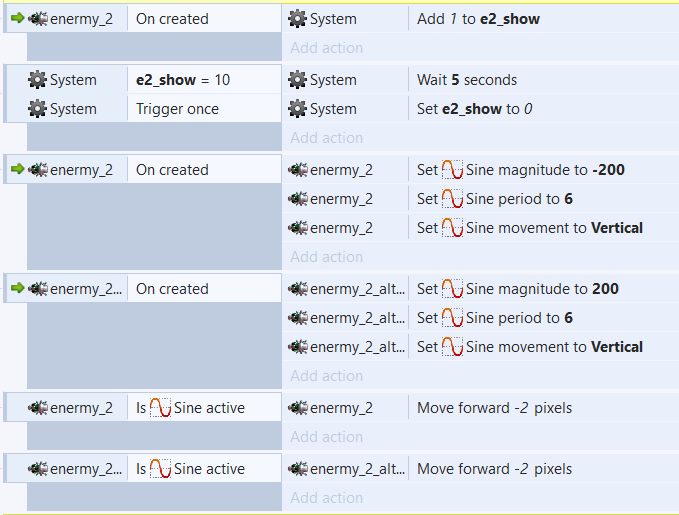 enermy_2 On created System Add 1 to e2_show
Add action
System e2_show = 10 System Wait 5 seconds
System Trigger once System Set e2_show to 0
Add action
enermy_2 On created enermy_2 Set Sine magnitude to -200
enermy_2 Set Sine period to 6
enermy_2 Set Sine movement to Vertical
Add action
enermy_2... On created enermy_2_alt... Set Sine magnitude to 200
enermy_2_alt... Set Sine period to 6
enermy_2_alt... Set Sine movement to Vertical
Add action
enermy_2 Is Sine active enermy_2 Move forward -2 pixels
Add action
enermy_2... Is Sine active enermy_2_alt... Move forward -2 pixels
Add action